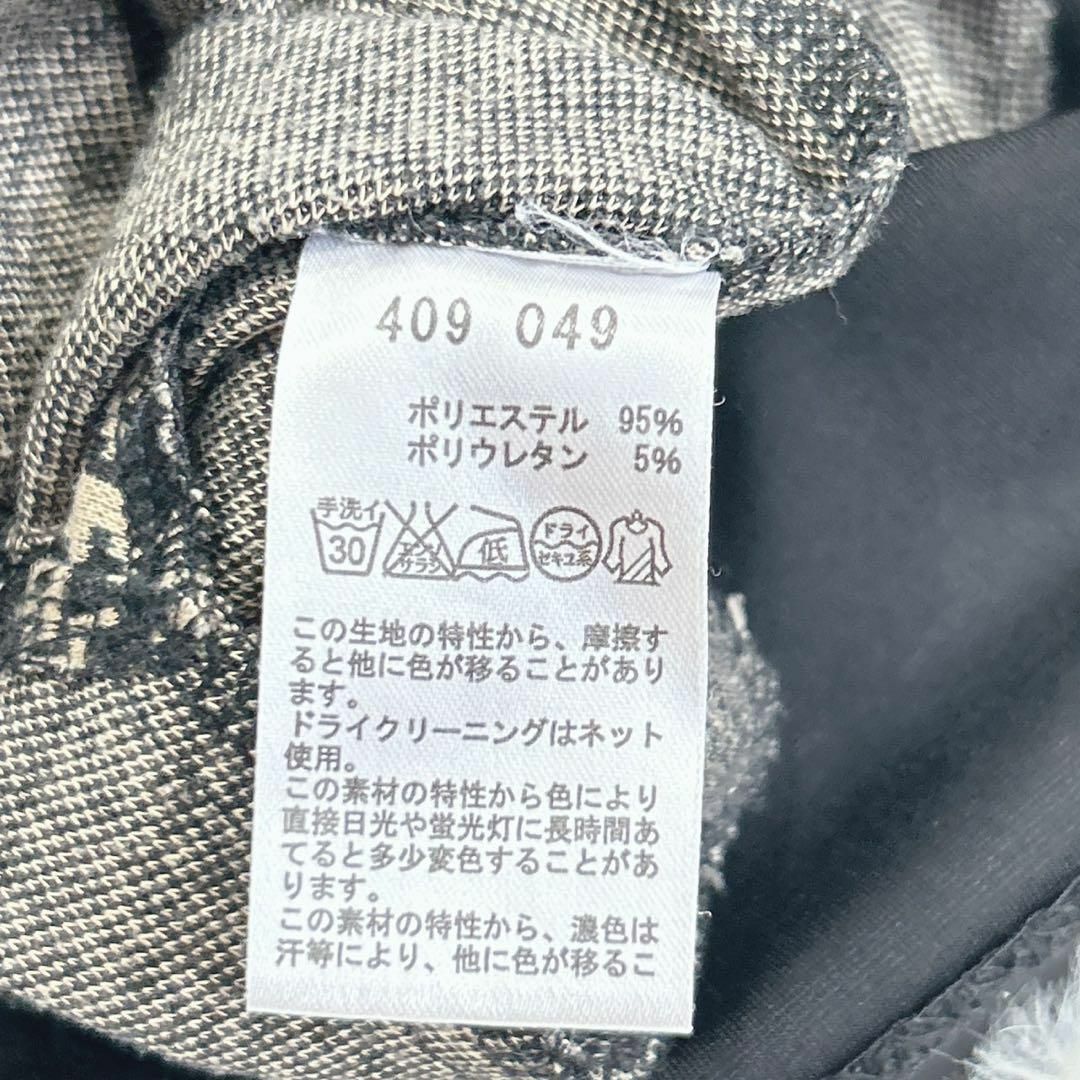 409 049
ポリエステル 95%
ポリウレタン 5%
手洗イ
30
エンソ
サラシ
低
ドライ
セキユ系
この生地の特性から、摩擦す
ると他に色が移ることがあり
ます。
ドライクリーニングはネット
使用。
この素材の特性から色により
直接日光や蛍光灯に長時間あ
てると多少変色することがあ
ります。
この素材の特性から、濃色は
汗等により、他に色が移るこ